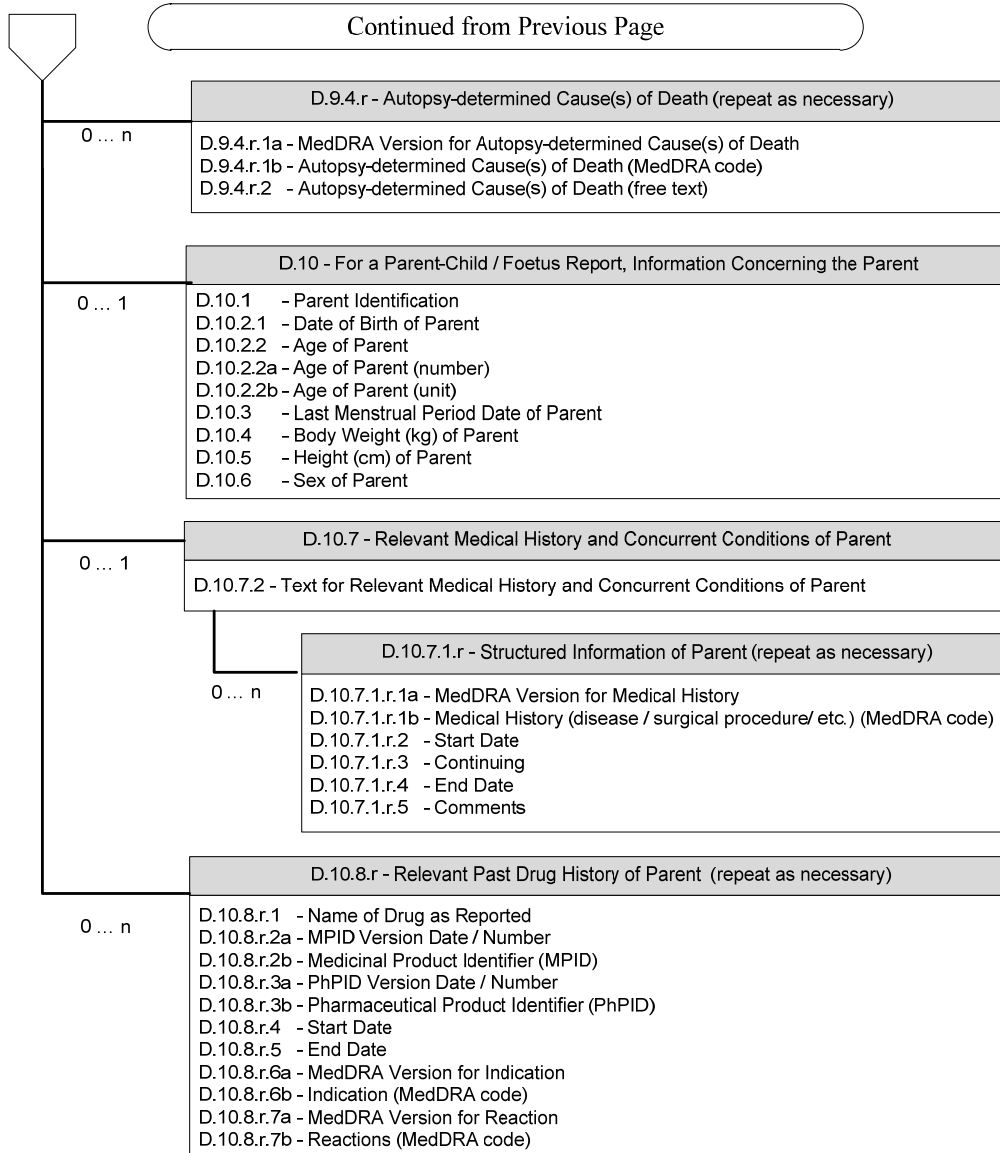 Continued from Previous Page
D.9.4.r - Autopsy-determined Cause(s) of Death (repeat as necessary)
0 ... n
D.9.4.r.1a - MedDRA Version for Autopsy-determined Cause(s) of Death
D.9.4.r.1b - Autopsy-determined Cause(s) of Death (MedDRA code)
D.9.4.r.2 - Autopsy-determined Cause(s) of Death (free text)
D.10 - For a Parent-Child / Foetus Report, Information Concerning the Parent
0 ... 1
D.10.1 - Parent Identification
D.10.2.1 - Date of Birth of Parent
D.10.2.2 - Age of Parent
D.10.2.2a - Age of Parent (number)
D.10.2.2b - Age of Parent (unit)
D.10.3 - Last Menstrual Period Date of Parent
D.10.4 - Body Weight (kg) of Parent
D.10.5 - Height (cm) of Parent
D.10.6 - Sex of Parent
D.10.7 - Relevant Medical History and Concurrent Conditions of Parent
0 ... 1
D.10.7.2 - Text for Relevant Medical History and Concurrent Conditions of Parent
D.10.7.1.r - Structured Information of Parent (repeat as necessary)
0 ... n
D.10.7.1.r.1a - MedDRA Version for Medical History
D.10.7.1.r.1b - Medical History (disease / surgical procedure/ etc.) (MedDRA code)
D.10.7.1.r.2 - Start Date
D.10.7.1.r.3 - Continuing
D.10.7.1.r.4 - End Date
D.10.7.1.r.5 - Comments
D.10.8.r - Relevant Past Drug History of Parent (repeat as necessary)
0 ... n
D.10.8.r.1 - Name of Drug as Reported
D.10.8.r.2a - MPID Version Date / Number
D.10.8.r.2b - Medicinal Product Identifier (MPID)
D.10.8.r.3a - PhPID Version Date / Number
D.10.8.r.3b - Pharmaceutical Product Identifier (PhPID)
D.10.8.r.4 - Start Date
D.10.8.r.5 - End Date
D.10.8.r.6a - MedDRA Version for Indication
D.10.8.r.6b - Indication (MedDRA code)
D.10.8.r.7a - MedDRA Version for Reaction
D.10.8.r.7b - Reactions (MedDRA code)